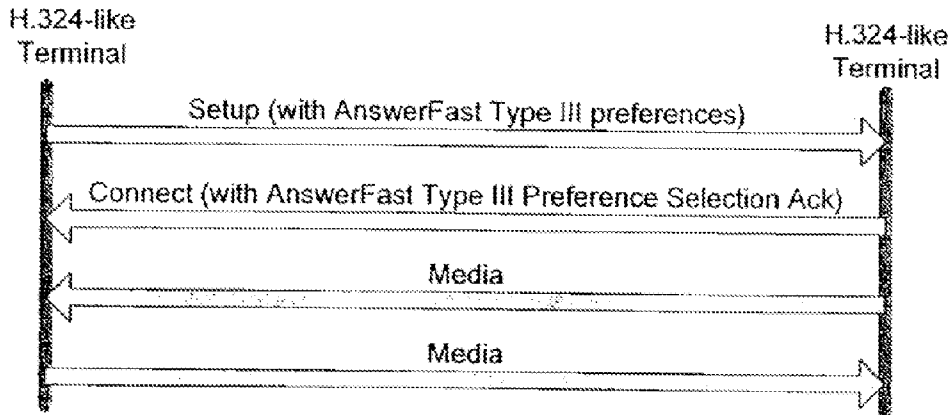 H.324-like
Terminal
H.324-like
Terminal
Setup (with AnswerFast Type III preferences)
Connect (with AnswerFast Type III Preference Selection Ack)
Media
Media